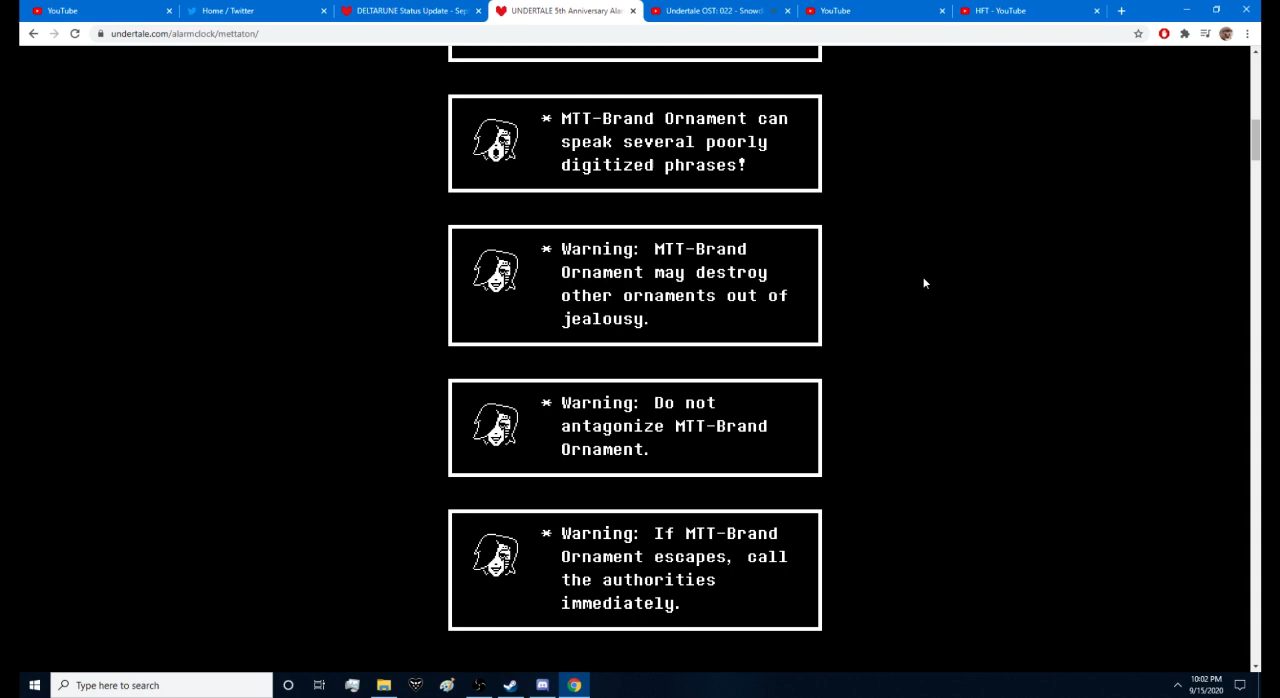 YouTube
Home / Twitter
DELTARUNE Status Update - Sep
UNDERTALE 5th Anniversary Alar
Undertale OST: 022 - Snowd
YouTube
HFT - YouTube
undertale.com/alarmclock/mettaton/
* MTT-Brand Ornament can
speak several poorly
digitized phrases!
* Warning: MTT-Brand
Ornament may destroy
other ornaments out of
jealousy.
* Warning: Do not
antagonize MTT-Brand
Ornament.
* Warning: If MTT-Brand
Ornament escapes, call
the authorities
immediately.
Type here to search
10:02 PM
9/15/2020